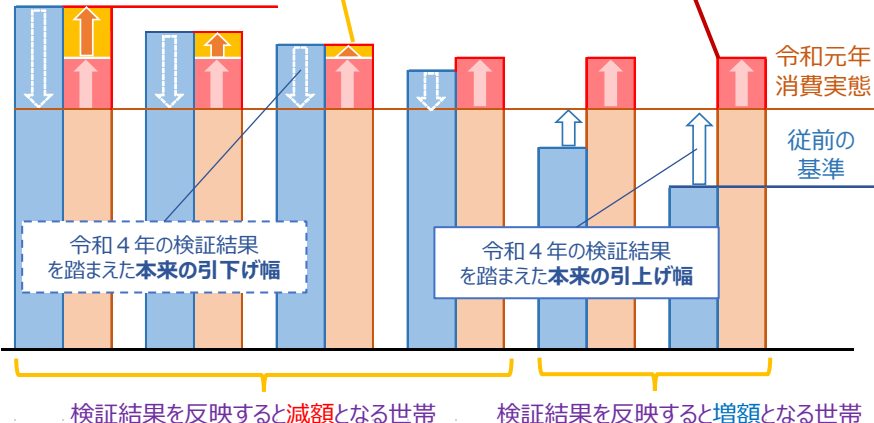 令和元年
消費実態
従前の
基準
令和４年の検証結果
を踏まえた本来の引下げ幅
令和４年の検証結果
を踏まえた本来の引上げ幅
検証結果を反映すると減額となる世帯
検証結果を反映すると増額となる世帯